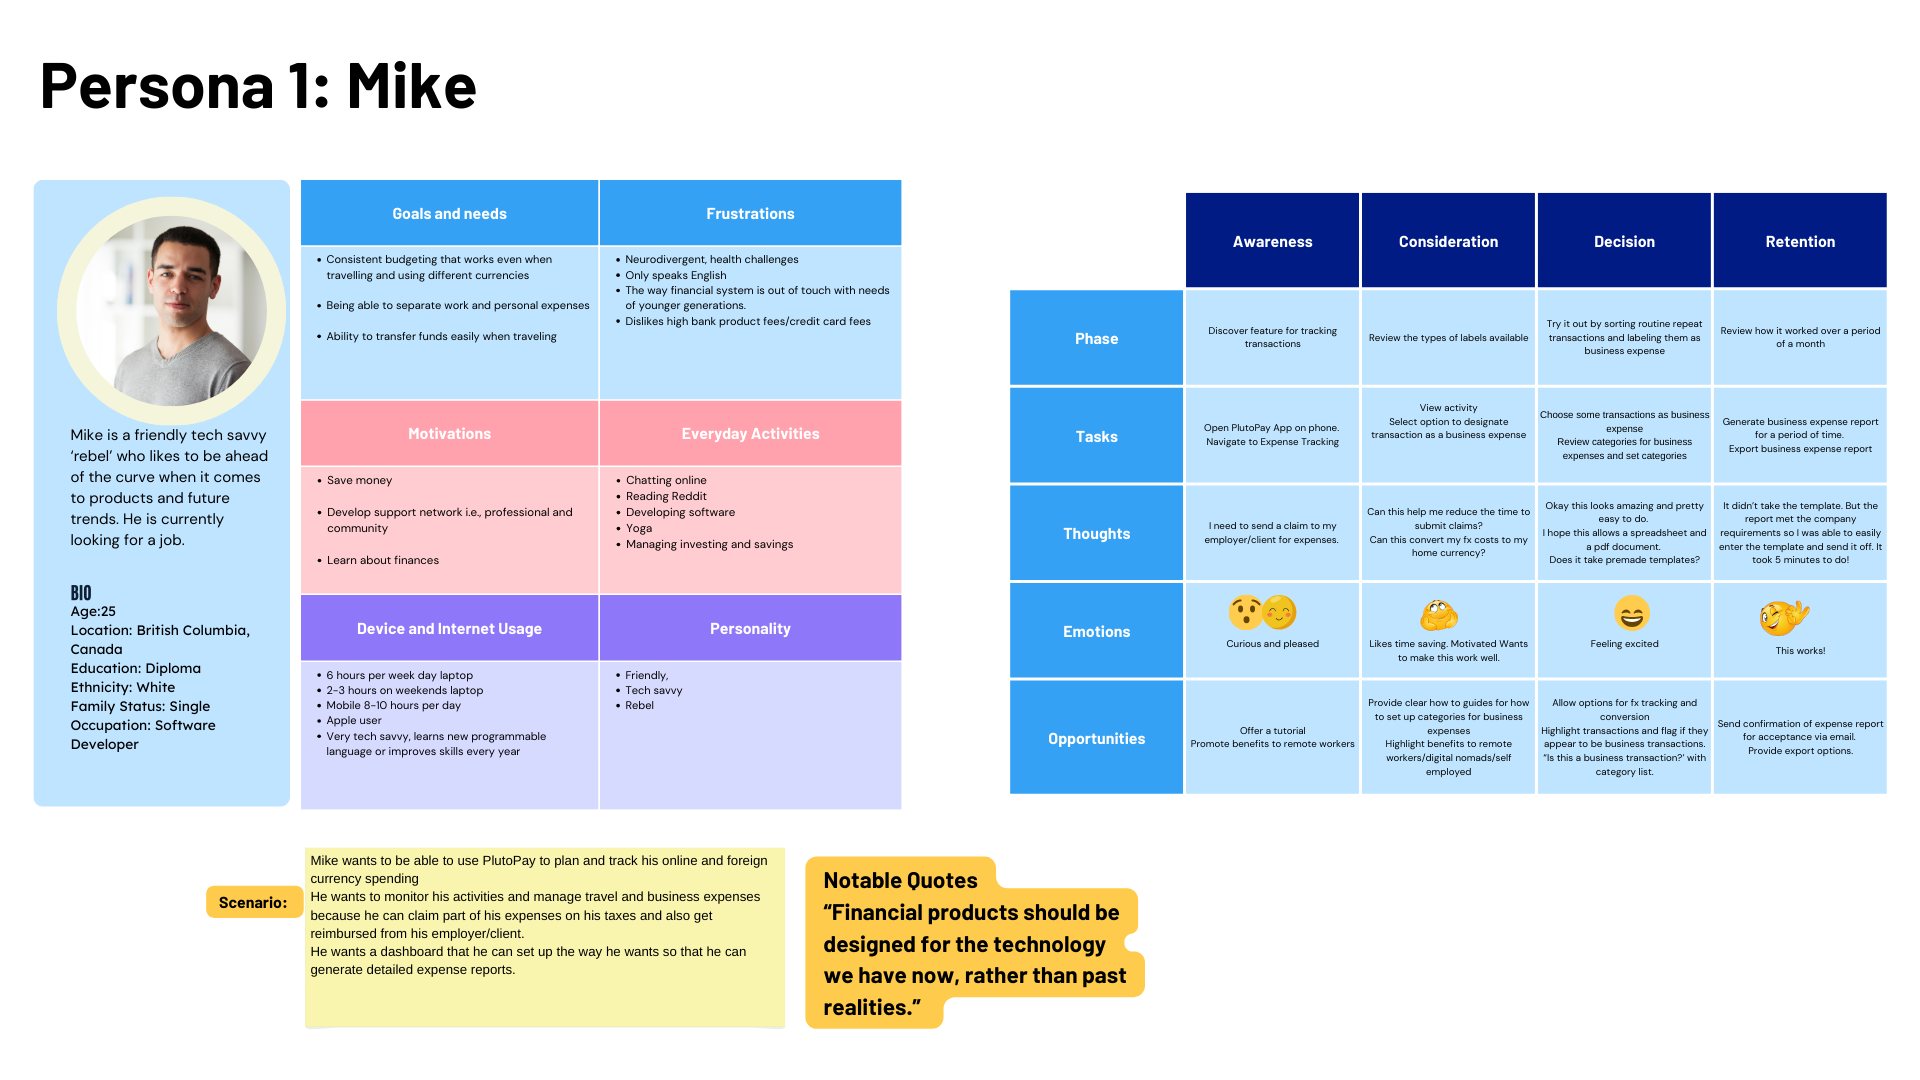 Persona 1: Mike
Mike is a friendly tech savvy
‘rebel’ who likes to be ahead
of the curve when it comes
to products and future
trends. He is currently
looking for a job.
BIO
Age:25
Location: British Columbia,
Canada
Education: Diploma
Ethnicity: White
Family Status: Single
Occupation: Software
Developer
Goals and needs
• Consistent budgeting that works even when
travelling and using different currencies
• Being able to separate work and personal expenses
• Ability to transfer funds easily when traveling
Frustrations
• Neurodivergent, health challenges
• Only speaks English
• The way financial system is out of touch with needs
of younger generations.
• Dislikes high bank product fees/credit card fees
Motivations
• Save money
• Develop support network i.e., professional and
community
• Learn about finances
Everyday Activities
• Chatting online
• Reading Reddit
• Developing software
• Yoga
• Managing investing and savings
Device and Internet Usage
• 6 hours per week day laptop
• 2-3 hours on weekends laptop
• Mobile 8-10 hours per day
• Apple user
• Very tech savvy, learns new programmable
language or improves skills every year
Personality
• Friendly,
• Tech savvy
• Rebel
Awareness
Consideration
Decision
Retention
Phase
Discover feature for tracking
transactions
Review the types of labels available
Try it out by sorting routine repeat
transactions and labeling them as
business expense
Review how it worked over a period
of a month
Tasks
Open PlutoPay App on phone.
Navigate to Expense Tracking
View activity
Select option to designate
transaction as a business expense
Choose some transactions as business
expense
Review categories for business
expenses and set categories
Generate business expense report
for a period of time.
Export business expense report
Thoughts
I need to send a claim to my
employer/client for expenses.
Can this help me reduce the time to
submit claims?
Can this convert my fx costs to my
home currency?
Okay this looks amazing and pretty
easy to do.
I hope this allows a spreadsheet and
a pdf document.
Does it take premade templates?
It didn’t take the template. But the
report met the company
requirements so I was able to easily
enter the template and send it off. It
took 5 minutes to do!
Emotions
Curious and pleased
Likes time saving. Motivated Wants
to make this work well.
Feeling excited
This works!
Opportunities
Offer a tutorial
Promote benefits to remote workers
Provide clear how to guides for how
to set up categories for business
expenses
Highlight benefits to remote
workers/digital nomads/self
employed
Allow options for fx tracking and
conversion
Highlight transactions and flag if they
appear to be business transactions.
“Is this a business transaction?’ with
category list.
Send confirmation of expense report
for acceptance via email.
Provide export options.
Scenario:
Mike wants to be able to use PlutoPay to plan and track his online and foreign
currency spending
He wants to monitor his activities and manage travel and business expenses
because he can claim part of his expenses on his taxes and also get
reimbursed from his employer/client.
He wants a dashboard that he can set up the way he wants so that he can
generate detailed expense reports.
Notable Quotes
“Financial products should be
designed for the technology
we have now, rather than past
realities.”